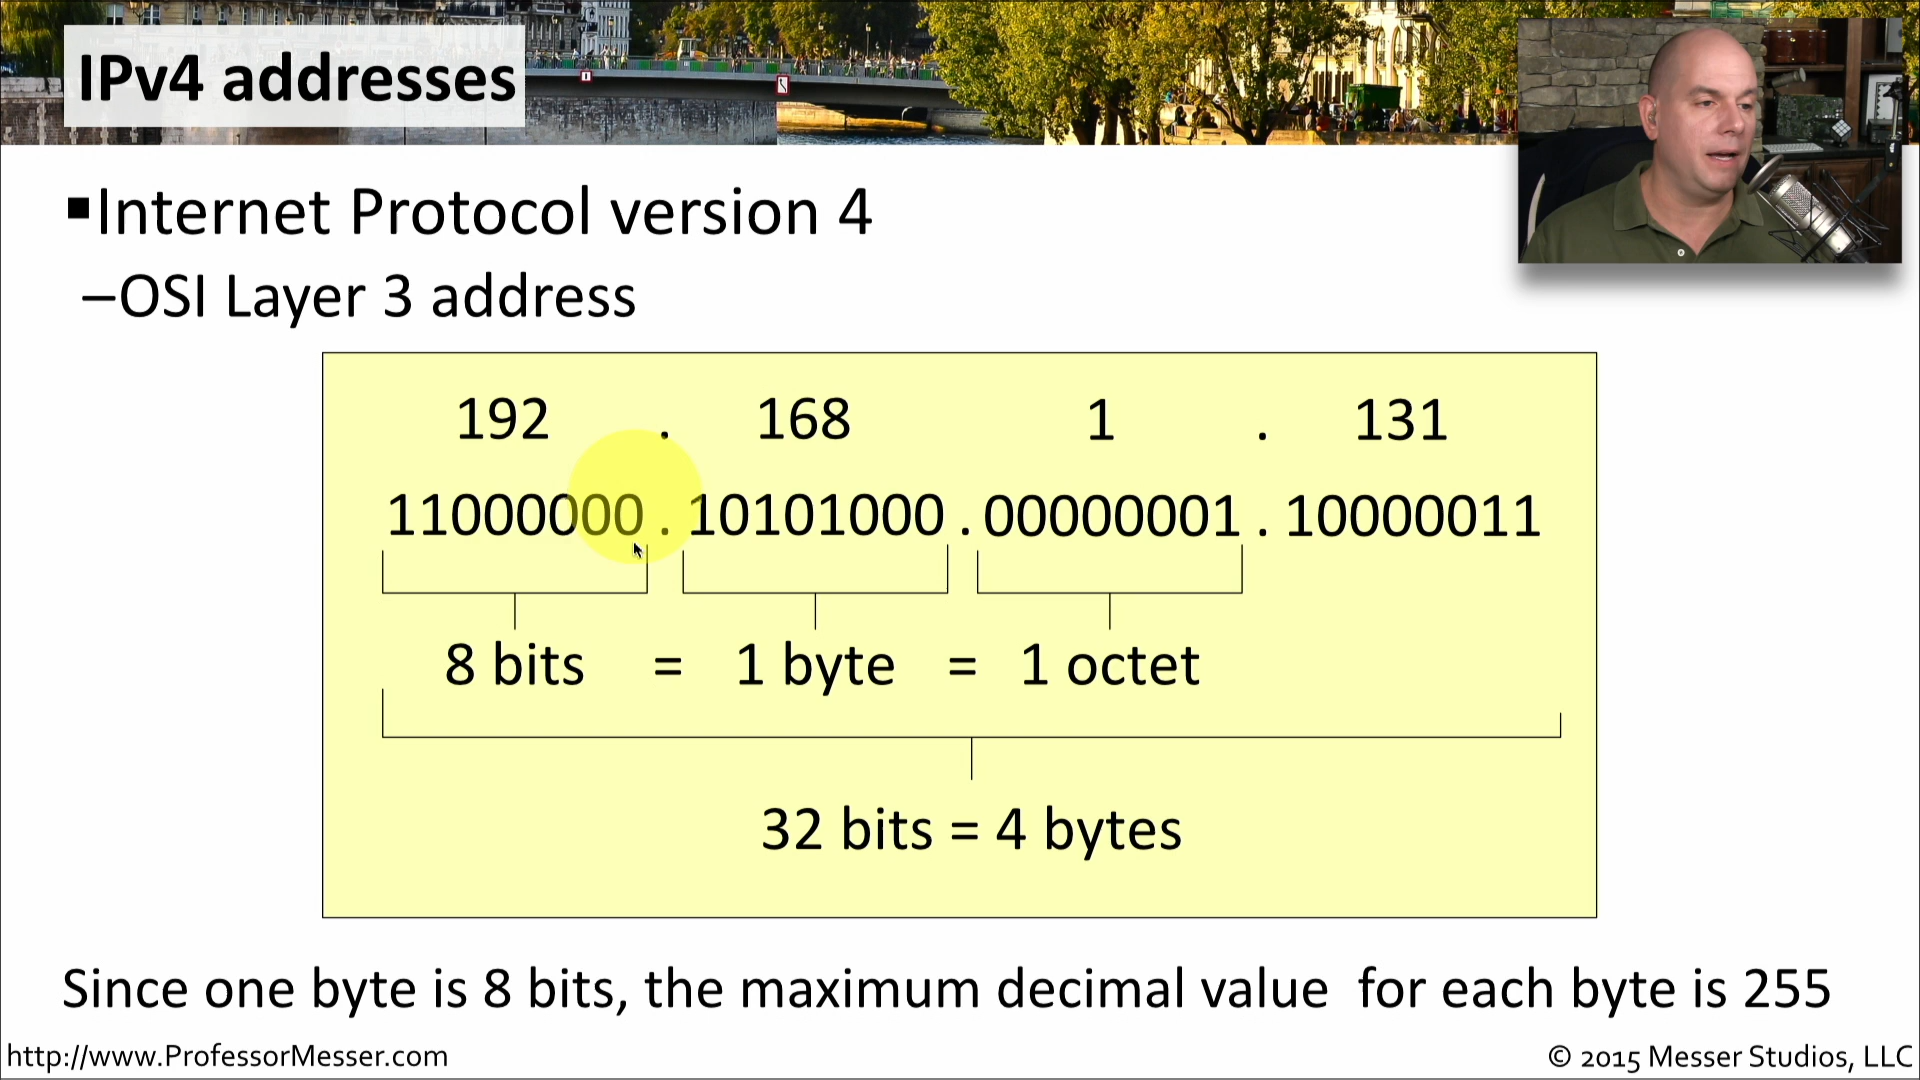 IPv4 addresses
▪Internet Protocol version 4
–OSI Layer 3 address
192 . 168 1 . 131
11000000 . 10101000 . 00000001 . 10000011
8 bits = 1 byte = 1 octet
32 bits = 4 bytes
Since one byte is 8 bits, the maximum decimal value for each byte is 255
http://www.ProfessorMesser.com
© 2015 Messer Studios, LLC